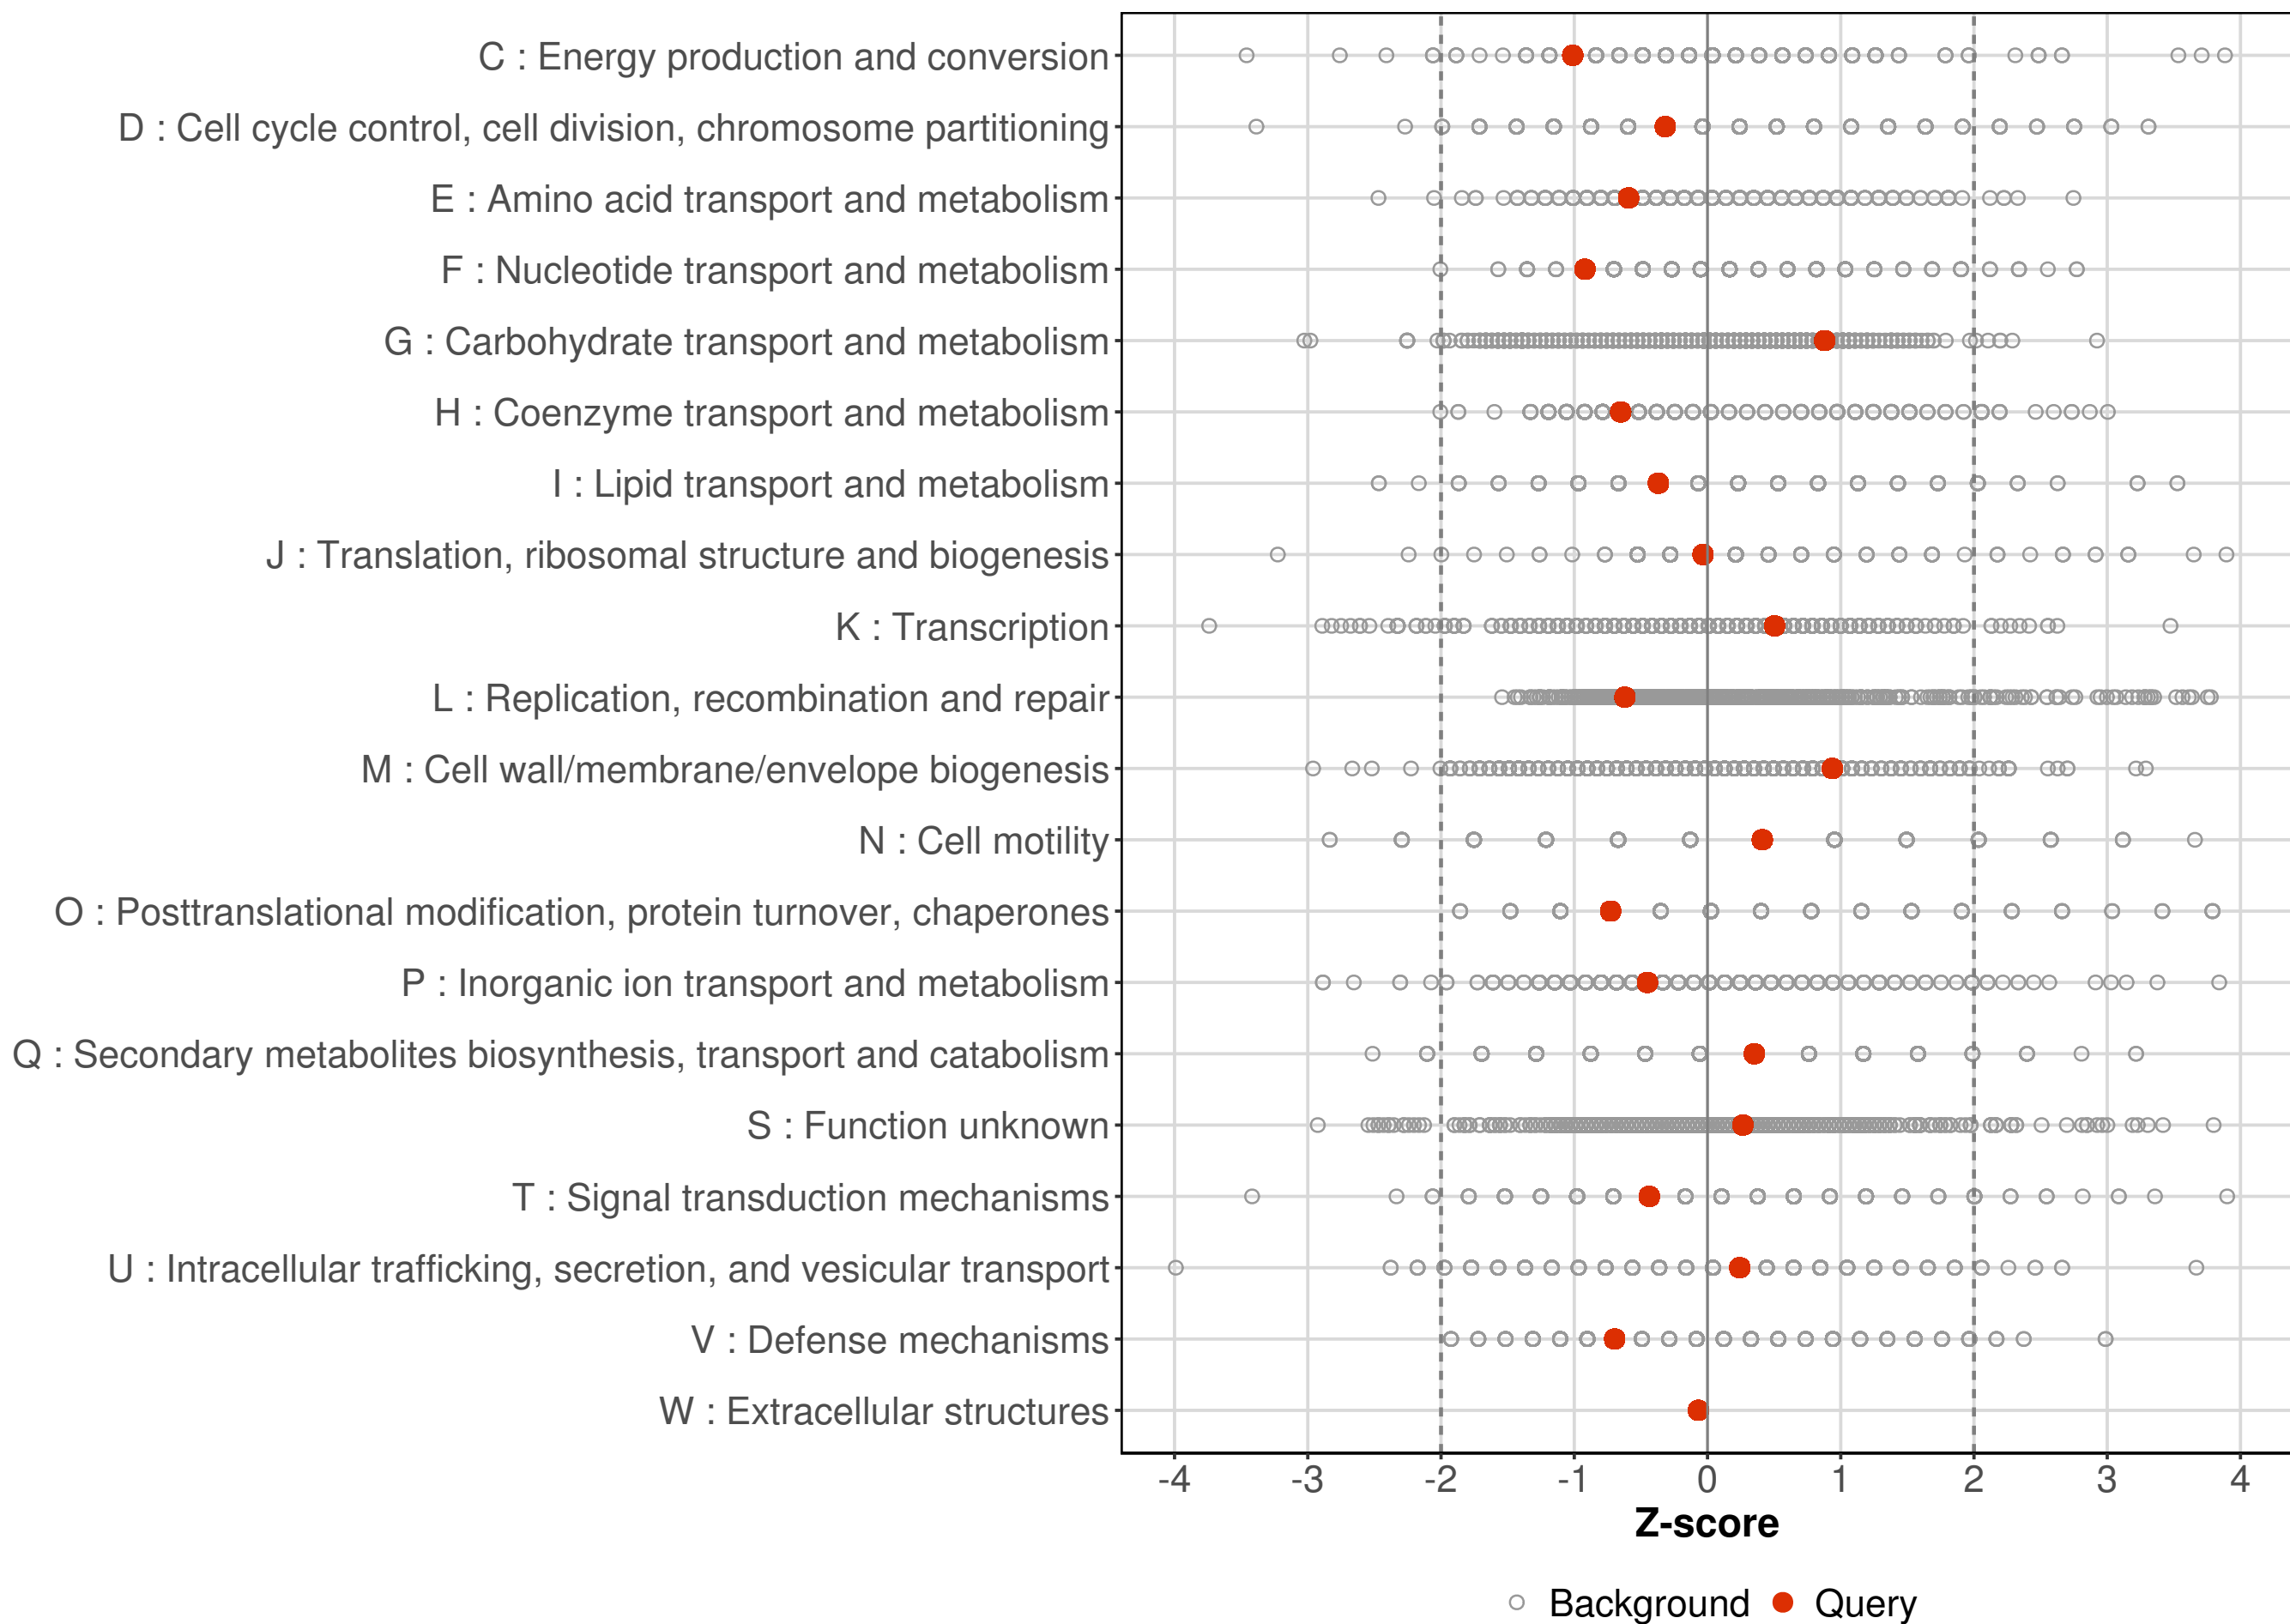 C : Energy production and conversion
D : Cell cycle control, cell division, chromosome partitioning
E : Amino acid transport and metabolism
F : Nucleotide transport and metabolism
G : Carbohydrate transport and metabolism
H : Coenzyme transport and metabolism
I : Lipid transport and metabolism
J : Translation, ribosomal structure and biogenesis
K : Transcription
L : Replication, recombination and repair
M : Cell wall/membrane/envelope biogenesis
N : Cell motility
O : Posttranslational modification, protein turnover, chaperones
P : Inorganic ion transport and metabolism
Q : Secondary metabolites biosynthesis, transport and catabolism
S : Function unknown
T : Signal transduction mechanisms
U : Intracellular trafficking, secretion, and vesicular transport
V : Defense mechanisms
W : Extracellular structures
-4 -3 -2 -1 0 1 2 3 4
Z-score
Background Query